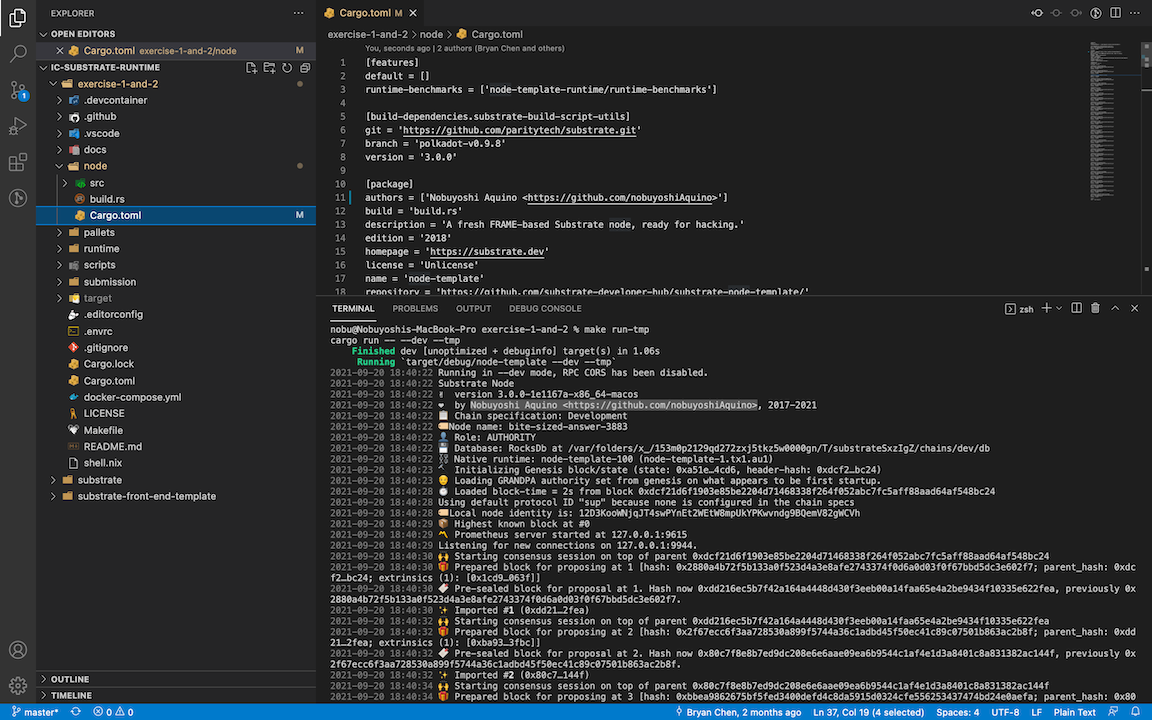 EXPLORER
OPEN EDITORS
Cargo.toml exercise-1-and-2/node M
IC-SUBSTRATE-RUNTIME
exercise-1-and-2
.devcontainer
.github
.vscode
docs
node
src
build.rs
Cargo.toml M
pallets
runtime
scripts
submission
target
.editorconfig
.envrc
.gitignore
Cargo.lock
Cargo.toml
docker-compose.yml
LICENSE
Makefile
README.md
shell.nix
substrate
substrate-front-end-template
OUTLINE
TIMELINE
1
Cargo.toml M
exercise-1-and-2 > node > Cargo.toml
You, seconds ago | 2 authors (Bryan Chen and others)
1 [features]
2 default = []
3 runtime-benchmarks = ['node-template-runtime/runtime-benchmarks']
4
5 [build-dependencies.substrate-build-script-utils]
6 git = 'https://github.com/paritytech/substrate.git'
7 branch = 'polkadot-v0.9.8'
8 version = '3.0.0'
9
10 [package]
11 authors = ['Nobuyoshi Aquino <https://github.com/nobuyoshiAquino>']
12 build = 'build.rs'
13 description = 'A fresh FRAME-based Substrate node, ready for hacking.'
14 edition = '2018'
15 homepage = 'https://substrate.dev'
16 license = 'Unlicense'
17 name = 'node-template'
18 repository = 'https://github.com/substrate-developer-hub/substrate-node-template/'
TERMINAL PROBLEMS OUTPUT DEBUG CONSOLE zsh
nobu@Nobuyoshis-MacBook-Pro exercise-1-and-2 % make run-tmp
cargo run -- --dev --tmp
Finished dev [unoptimized + debuginfo] target(s) in 1.06s
Running `target/debug/node-template --dev --tmp`
2021-09-20 18:40:22 Running in --dev mode, RPC CORS has been disabled.
2021-09-20 18:40:22 Substrate Node
2021-09-20 18:40:22 version 3.0.0-1e1167a-x86_64-macos
2021-09-20 18:40:22 by Nobuyoshi Aquino <https://github.com/nobuyoshiAquino>, 2017-2021
2021-09-20 18:40:22 Chain specification: Development
2021-09-20 18:40:22 Node name: bite-sized-answer-3883
2021-09-20 18:40:22 Role: AUTHORITY
2021-09-20 18:40:22 Database: RocksDb at /var/folders/x_/153m0p2129qd272zxj5tkz5w0000gn/T/substrateSxzIgZ/chains/dev/db
2021-09-20 18:40:22 Native runtime: node-template-100 (node-template-1.tx1.au1)
2021-09-20 18:40:23 Initializing Genesis block/state (state: 0xa51e…4cd6, header-hash: 0xdcf2…bc24)
2021-09-20 18:40:23 Loading GRANDPA authority set from genesis on what appears to be first startup.
2021-09-20 18:40:28 Loaded block-time = 2s from block 0xdcf21d6f1903e85be2204d71468338f264f052abc7fc5aff88aad64af548bc24
2021-09-20 18:40:28 Using default protocol ID "sup" because none is configured in the chain specs
2021-09-20 18:40:28 Local node identity is: 12D3KooWNjqJT4swPYnEt2WEtW8mpUkYPKwvndg9BQemV82gWCVh
2021-09-20 18:40:29 Highest known block at #0
2021-09-20 18:40:29 Prometheus server started at 127.0.0.1:9615
2021-09-20 18:40:29 Listening for new connections on 127.0.0.1:9944.
2021-09-20 18:40:30 Starting consensus session on top of parent 0xdcf21d6f1903e85be2204d71468338f264f052abc7fc5aff88aad64af548bc24
2021-09-20 18:40:30 Prepared block for proposing at 1 [hash: 0x2880a4b72f5b133a0f523d4a3e8afe2743374f0d6a0d03f0f67bbd5dc3e602f7; parent_hash: 0xdc
f2…bc24; extrinsics (1): [0x1cd9…063f]]
2021-09-20 18:40:30 Pre-sealed block for proposal at 1. Hash now 0xdd216ec5b7f42a164a4448d430f3eeb00a14faa65e4a2be9434f10335e622fea, previously 0x
2880a4b72f5b133a0f523d4a3e8afe2743374f0d6a0d03f0f67bbd5dc3e602f7.
2021-09-20 18:40:30 Imported #1 (0xdd21…2fea)
2021-09-20 18:40:32 Starting consensus session on top of parent 0xdd216ec5b7f42a164a4448d430f3eeb00a14faa65e4a2be9434f10335e622fea
2021-09-20 18:40:32 Prepared block for proposing at 2 [hash: 0x2f67ecc6f3aa728530a899f5744a36c1adbd45f50ec41c89c07501b863ac2b8f; parent_hash: 0xdd
21…2fea; extrinsics (1): [0xba93…3fbc]]
2021-09-20 18:40:32 Pre-sealed block for proposal at 2. Hash now 0x80c7f8e8b7ed9dc208e6e6aae09ea6b9544c1af4e1d3a8401c8a831382ac144f, previously 0x
2f67ecc6f3aa728530a899f5744a36c1adbd45f50ec41c89c07501b863ac2b8f.
2021-09-20 18:40:32 Imported #2 (0x80c7…144f)
2021-09-20 18:40:34 Starting consensus session on top of parent 0x80c7f8e8b7ed9dc208e6e6aae09ea6b9544c1af4e1d3a8401c8a831382ac144f
2021-09-20 18:40:34 Prepared block for proposing at 3 [hash: 0xbbea9862675bf5fed3400defd4c8da5915d0324cfe556253437474bd24e0aefa; parent_hash: 0x80
master* 0 0 Bryan Chen, 2 months ago Ln 37, Col 19 (4 selected) Spaces: 4 UTF-8 LF Plain Text